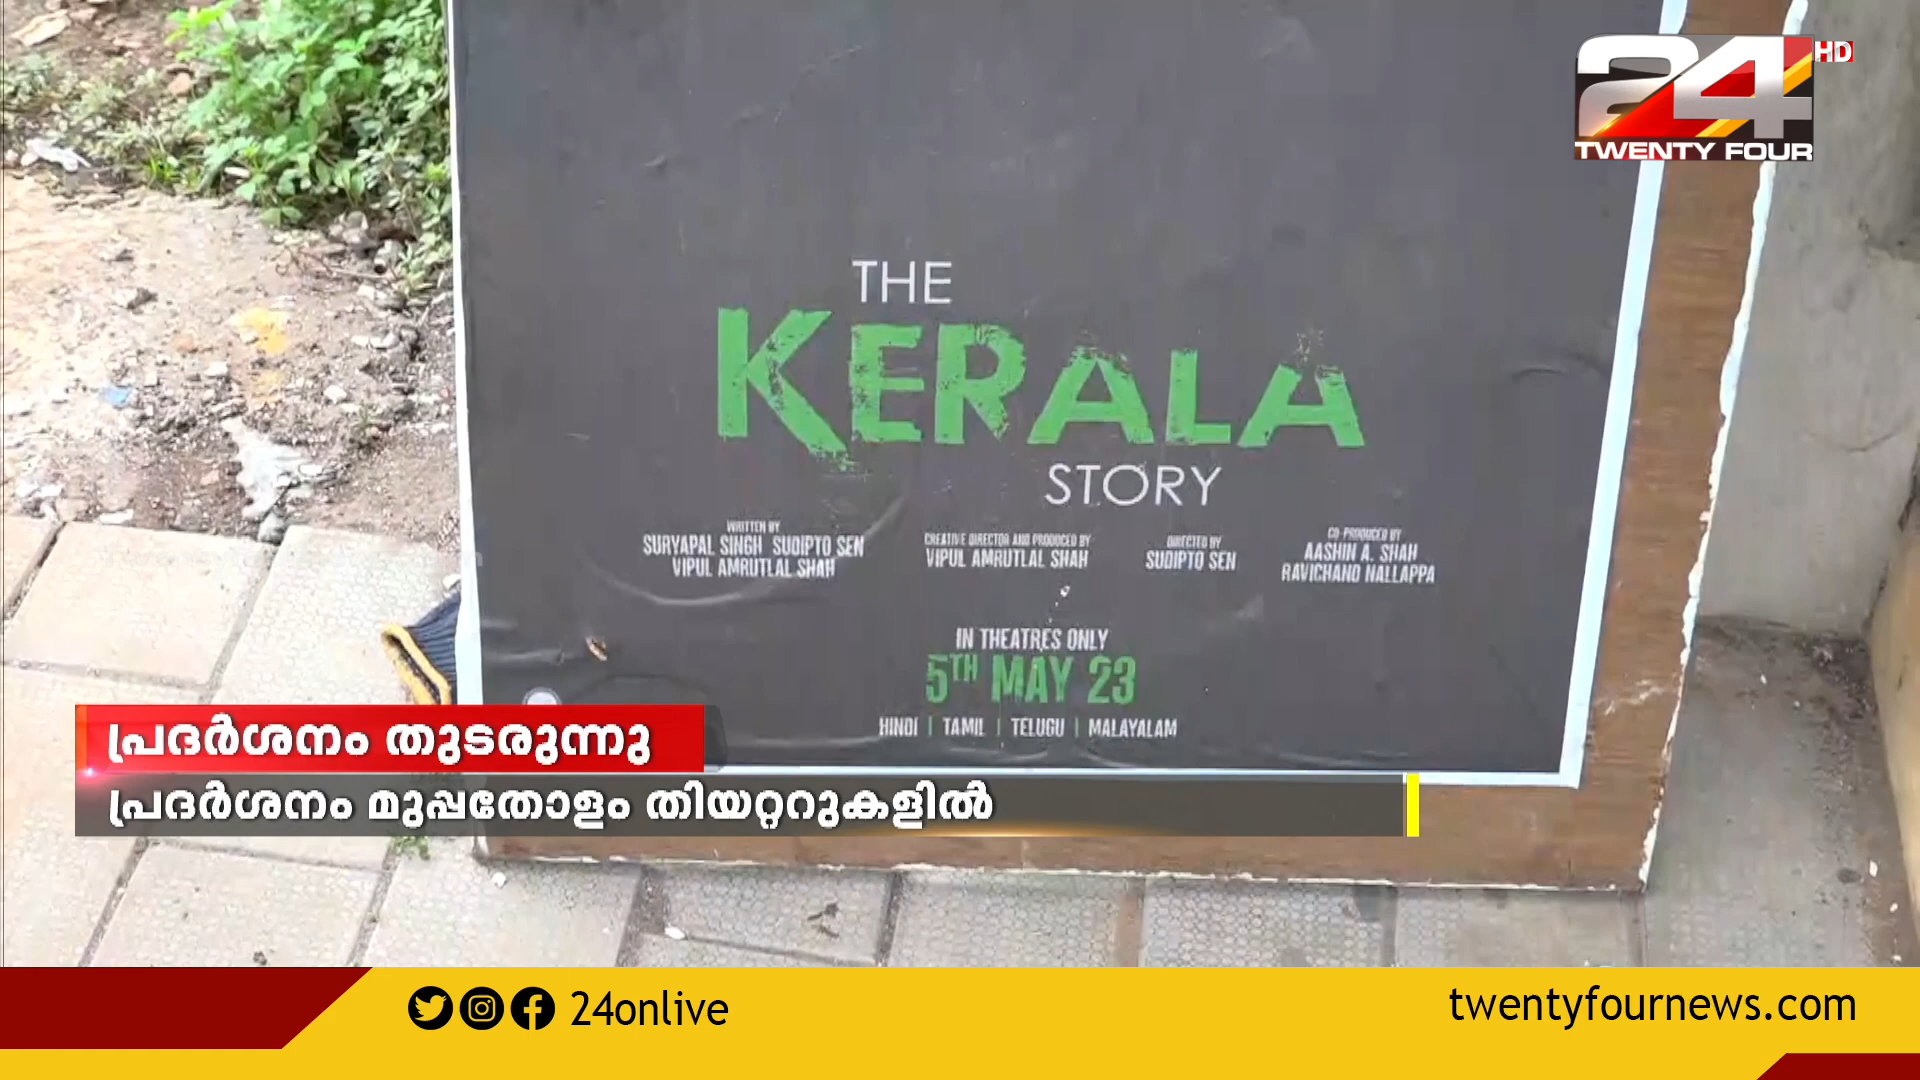 24 HD
TWENTY FOUR
THE
KERALA
STORY
WRITTEN BY
SURYAPAL SINGH SUDIPTO SEN
VIPUL AMRUTLAL SHAH
CREATIVE DIRECTOR AND PRODUCED BY
VIPUL AMRUTLAL SHAH
DIRECTED BY
SUDIPTO SEN
CO-PRODUCED BY
AASHIN A. SHAH
RAVICHAND NALLAPPA
IN THEATRES ONLY
5TH MAY 23
HINDI | TAMIL | TELUGU | MALAYALAM
പ്രദർശനം തുടരുന്നു
പ്രദർശനം മുപ്പതോളം തിയറ്ററുകളിൽ
24onlive
twentyfournews.com